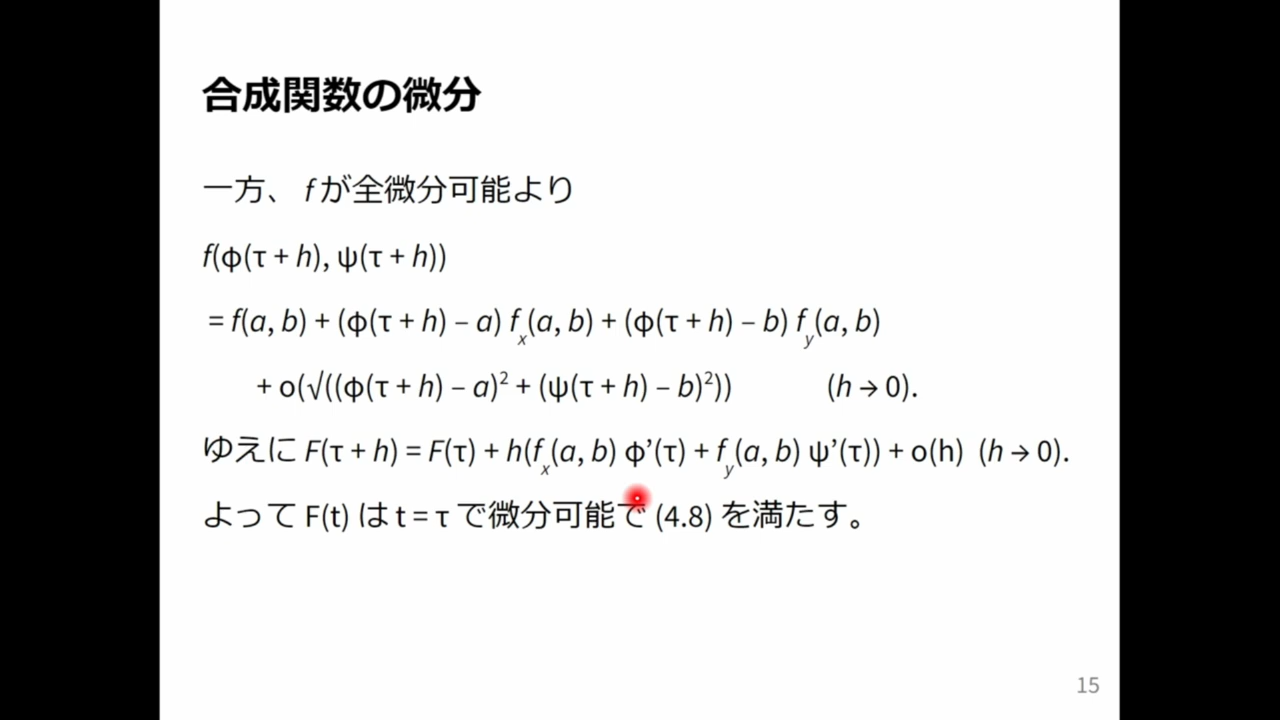 合成関数の微分
一方、 f が全微分可能より
f(φ(τ + h), ψ(τ + h))
= f(a, b) + (φ(τ + h) – a) fx(a, b) + (φ(τ + h) – b) fy(a, b)
+ o(√((φ(τ + h) – a)² + (ψ(τ + h) – b)²)) (h → 0).
ゆえに F(τ + h) = F(τ) + h(fx(a, b) φ’(τ) + fy(a, b) ψ’(τ)) + o(h) (h → 0).
よって F(t) は t = τ で微分可能で (4.8) を満たす。
15